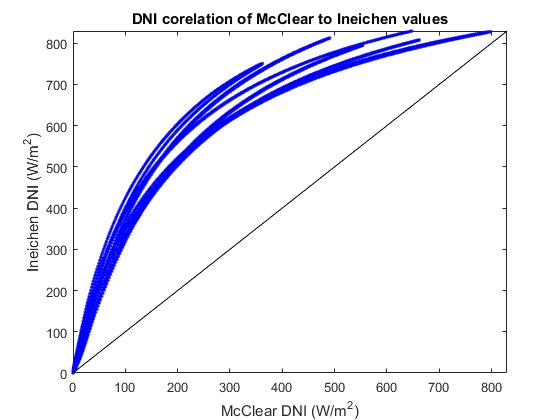 DNI corelation of McClear to Ineichen values
800
700
600
500
400
300
200
100
0
Ineichen DNI (W/m²)
0 100 200 300 400 500 600 700 800
McClear DNI (W/m²)